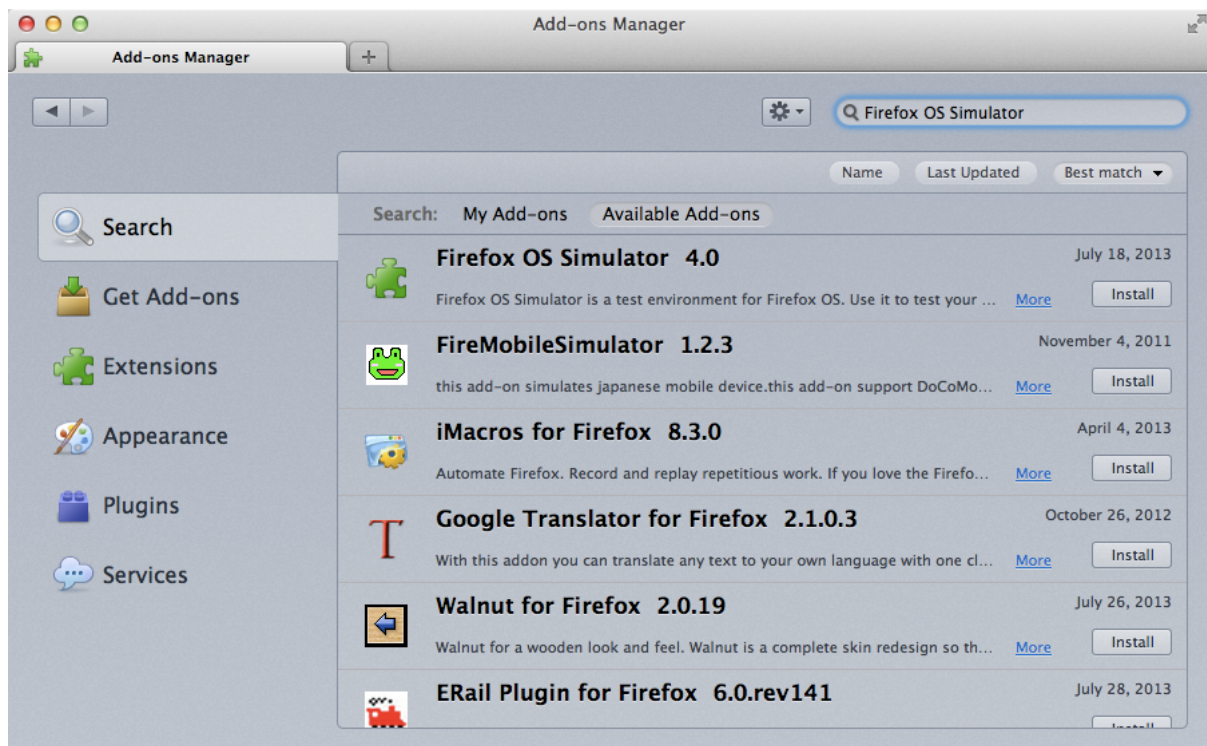 Add-ons Manager
Add-ons Manager
Firefox OS Simulator
Name Last Updated Best match
Search: My Add-ons Available Add-ons
Search
Get Add-ons
Extensions
Appearance
Plugins
Services
Firefox OS Simulator 4.0 July 18, 2013
Firefox OS Simulator is a test environment for Firefox OS. Use it to test your ... More Install
FireMobileSimulator 1.2.3 November 4, 2011
this add-on simulates japanese mobile device.this add-on support DoCoMo... More Install
iMacros for Firefox 8.3.0 April 4, 2013
Automate Firefox. Record and replay repetitious work. If you love the Firefo... More Install
Google Translator for Firefox 2.1.0.3 October 26, 2012
With this addon you can translate any text to your own language with one cl... More Install
Walnut for Firefox 2.0.19 July 26, 2013
Walnut for a wooden look and feel. Walnut is a complete skin redesign so th... More Install
ERail Plugin for Firefox 6.0.rev141 July 28, 2013
Install